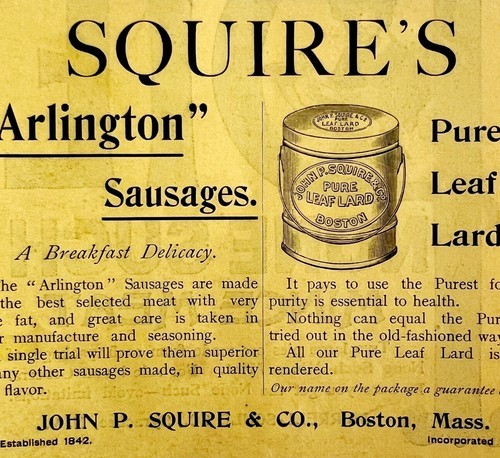 SQUIRE'S
Arlington"
Sausages.
A Breakfast Delicacy.
he "Arlington" Sausages are made
the best selected meat with very
e fat, and great care is taken in
r manufacture and seasoning.
single trial will prove them superior
any other sausages made, in quality
flavor.
JOHN P. SQUIRE & CO.
PURE
LEAF LARD
BOSTON
JOHN P. SQUIRE & CO.
PURE
LEAF LARD
BOSTON
Pure
Leaf
Lard
It pays to use the Purest fo
purity is essential to health.
Nothing can equal the Pur
tried out in the old-fashioned way
All our Pure Leaf Lard is
rendered.
Our name on the package a guarantee
JOHN P. SQUIRE & CO., Boston, Mass.
Established 1842.
Incorporated